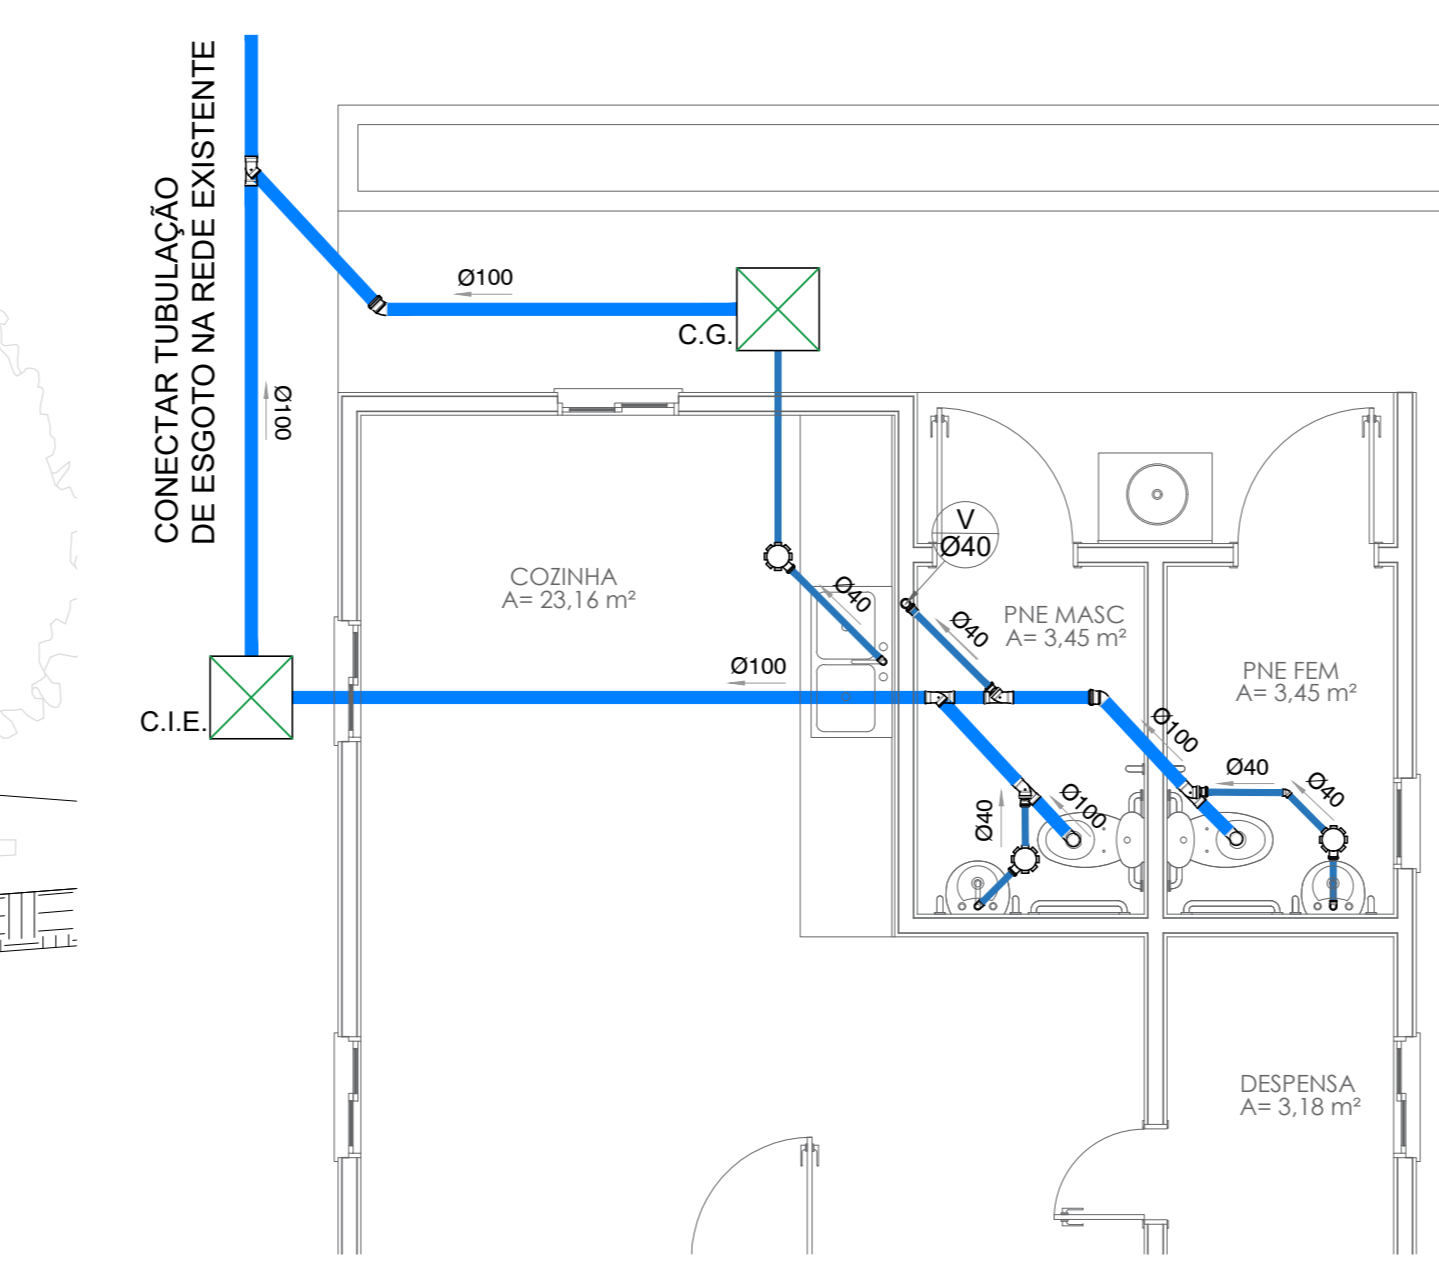 CONECTAR TUBULAÇÃO
DE ESGOTO NA REDE EXISTENTE
Ø100
C.G.
Ø100
V
Ø40
COZINHA
A= 23,16 m²
Ø40
Ø40
PNE MASC
A= 3,45 m²
Ø100
PNE FEM
A= 3,45 m²
C.I.E.
Ø100
Ø40
Ø40
Ø100
Ø40
DESPENSA
A= 3,18 m²